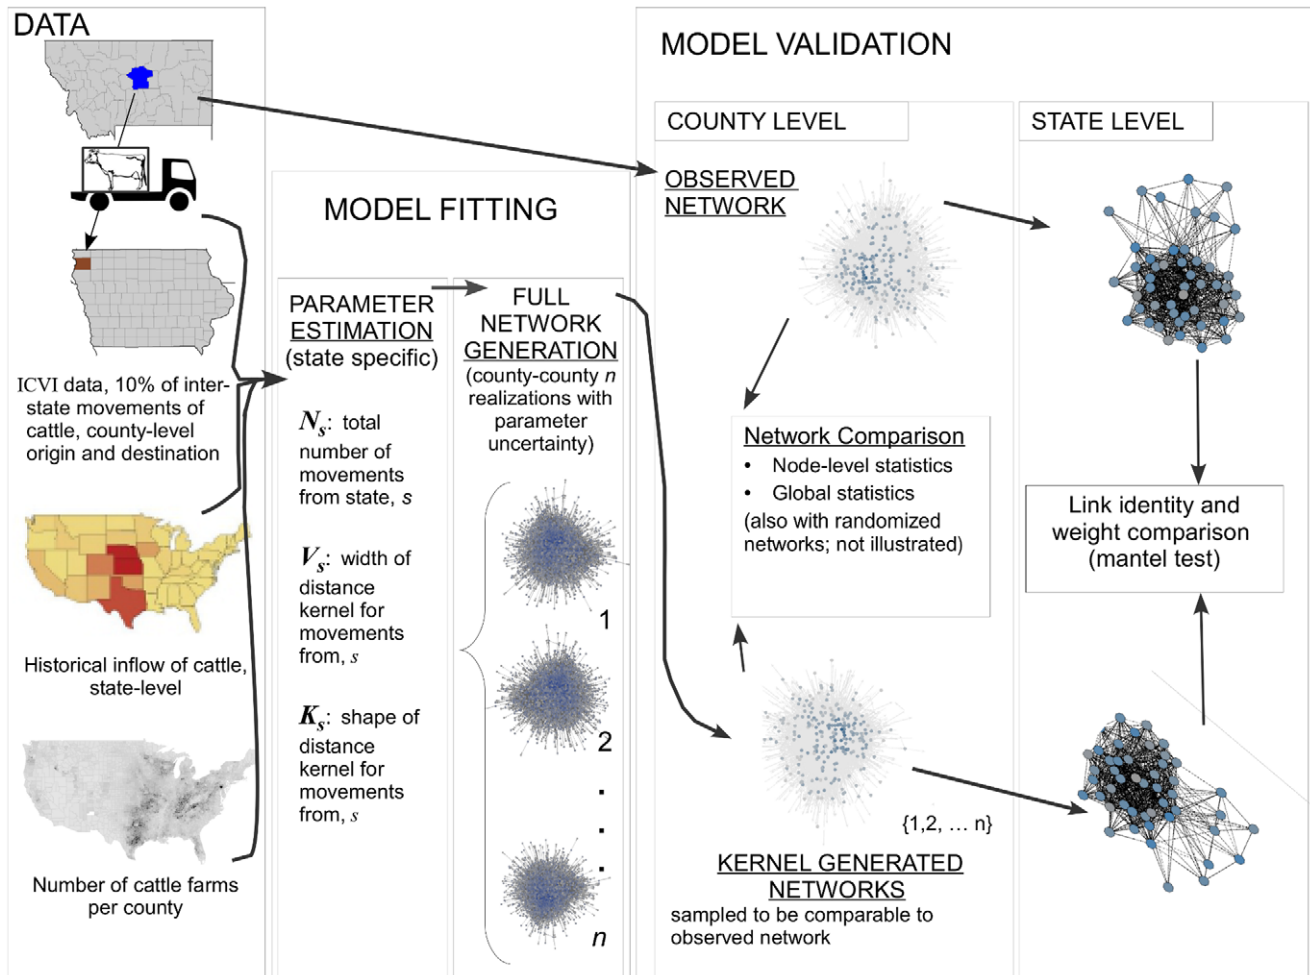 DATA
ICVI data, 10% of inter-
state movements of
cattle, county-level
origin and destination
Historical inflow of cattle,
state-level
Number of cattle farms
per county
MODEL FITTING
PARAMETER
ESTIMATION
(state specific)
Ns: total
number of
movements
from state, s
Vs: width of
distance
kernel for
movements
from, s
Ks: shape of
distance
kernel for
movements
from, s
FULL
NETWORK
GENERATION
(county-county n
realizations with
parameter
uncertainty)
1
2
.
.
.
n
MODEL VALIDATION
COUNTY LEVEL
OBSERVED
NETWORK
Network Comparison
• Node-level statistics
• Global statistics
(also with randomized
networks; not illustrated)
{1,2, … n}
KERNEL GENERATED
NETWORKS
sampled to be comparable to
observed network
STATE LEVEL
Link identity and
weight comparison
(mantel test)